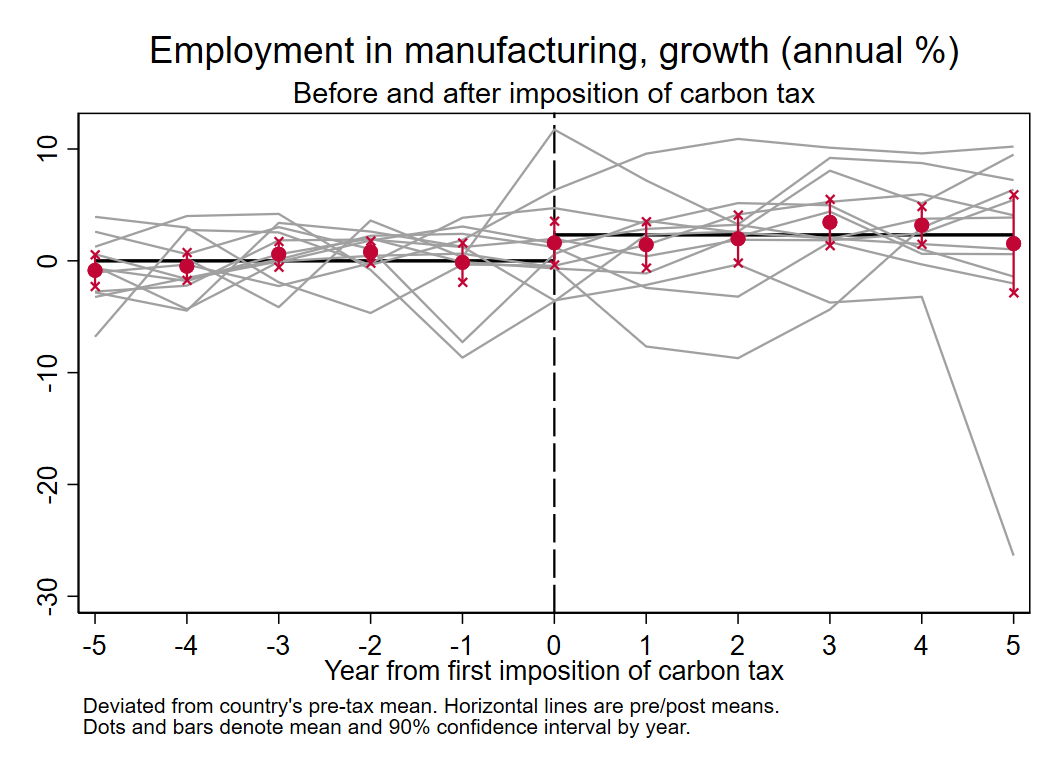 Employment in manufacturing, growth (annual %)
Before and after imposition of carbon tax
10
0
-10
-20
-30
-5 -4 -3 -2 -1 0 1 2 3 4 5
Year from first imposition of carbon tax
Deviated from country's pre-tax mean. Horizontal lines are pre/post means.
Dots and bars denote mean and 90% confidence interval by year.